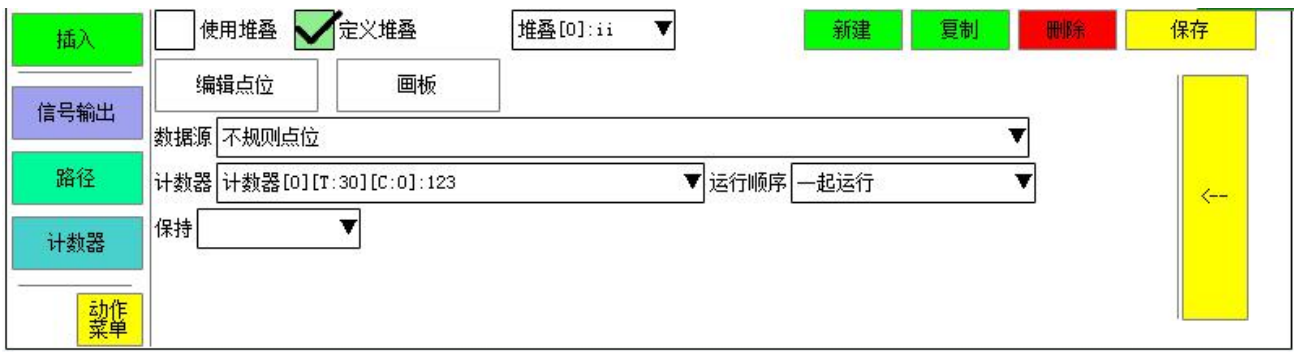 插入 使用堆叠 定义堆叠 堆叠[0]:ii 新建 复制 删除 保存
编辑点位 画板
信号输出
数据源 不规则点位
路径 计数器 计数器[0][T:30][C:0]:123 运行顺序 一起运行 <--
计数器 保持
动作
菜单